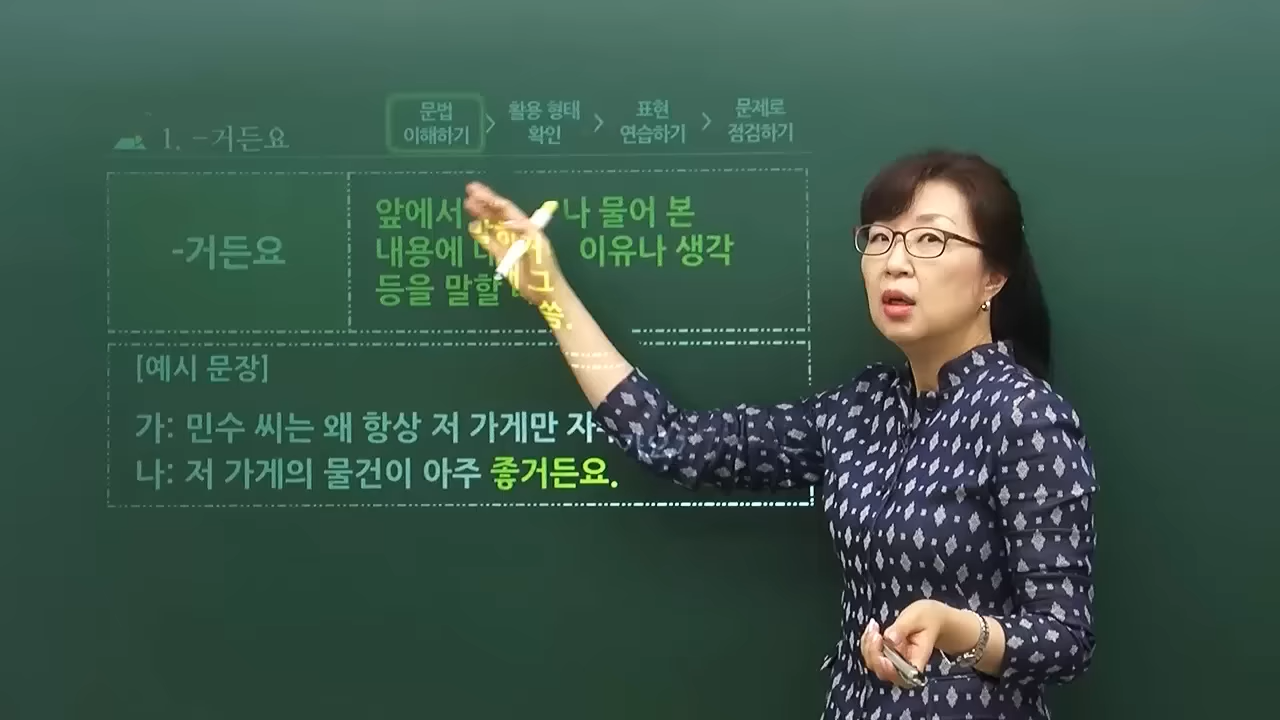 1. -거든요
문법
이해하기
활용 형태
확인
표현
연습하기
문제로
점검하기
-거든요
앞에서 나 물어 본
내용에 이유나 생각
등을 말할
[예시 문장]
가: 민수 씨는 왜 항상 저 가게만
나: 저 가게의 물건이 아주 좋거든요.